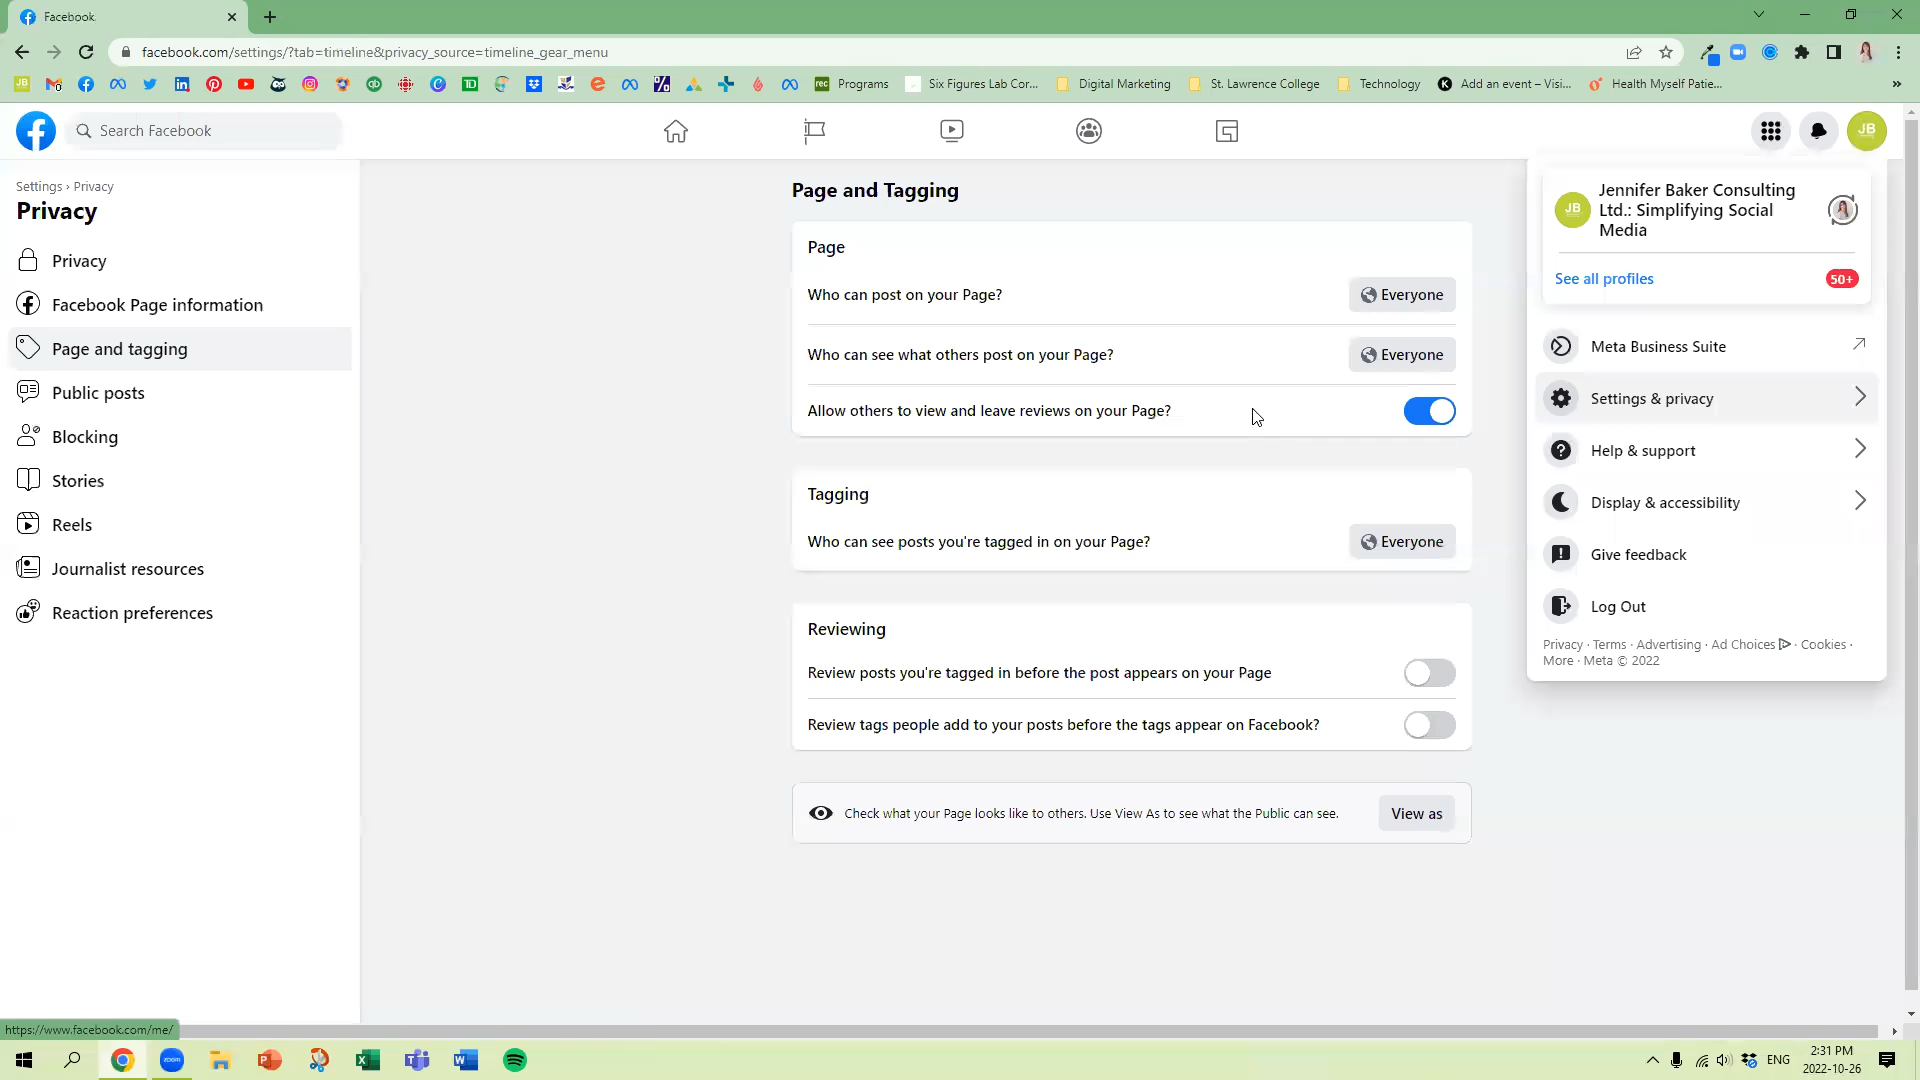 Facebook
facebook.com/settings/?tab=timeline&privacy_source=timeline_gear_menu
Programs
Six Figures Lab Cor...
Digital Marketing
St. Lawrence College
Technology
Add an event – Visi...
Health Myself Patie...
Search Facebook
JB
Settings › Privacy
Privacy
Privacy
Facebook Page information
Page and tagging
Public posts
Blocking
Stories
Reels
Journalist resources
Reaction preferences
Page and Tagging
Page
Who can post on your Page?
Everyone
Who can see what others post on your Page?
Everyone
Allow others to view and leave reviews on your Page?
Tagging
Who can see posts you're tagged in on your Page?
Everyone
Reviewing
Review posts you're tagged in before the post appears on your Page
Review tags people add to your posts before the tags appear on Facebook?
Check what your Page looks like to others. Use View As to see what the Public can see.
View as
JB
Jennifer Baker Consulting
Ltd.: Simplifying Social
Media
See all profiles
50+
Meta Business Suite
Settings & privacy
Help & support
Display & accessibility
Give feedback
Log Out
Privacy · Terms · Advertising · Ad Choices · Cookies ·
More · Meta © 2022
https://www.facebook.com/me/
zoom
ENG
2:31 PM
2022-10-26